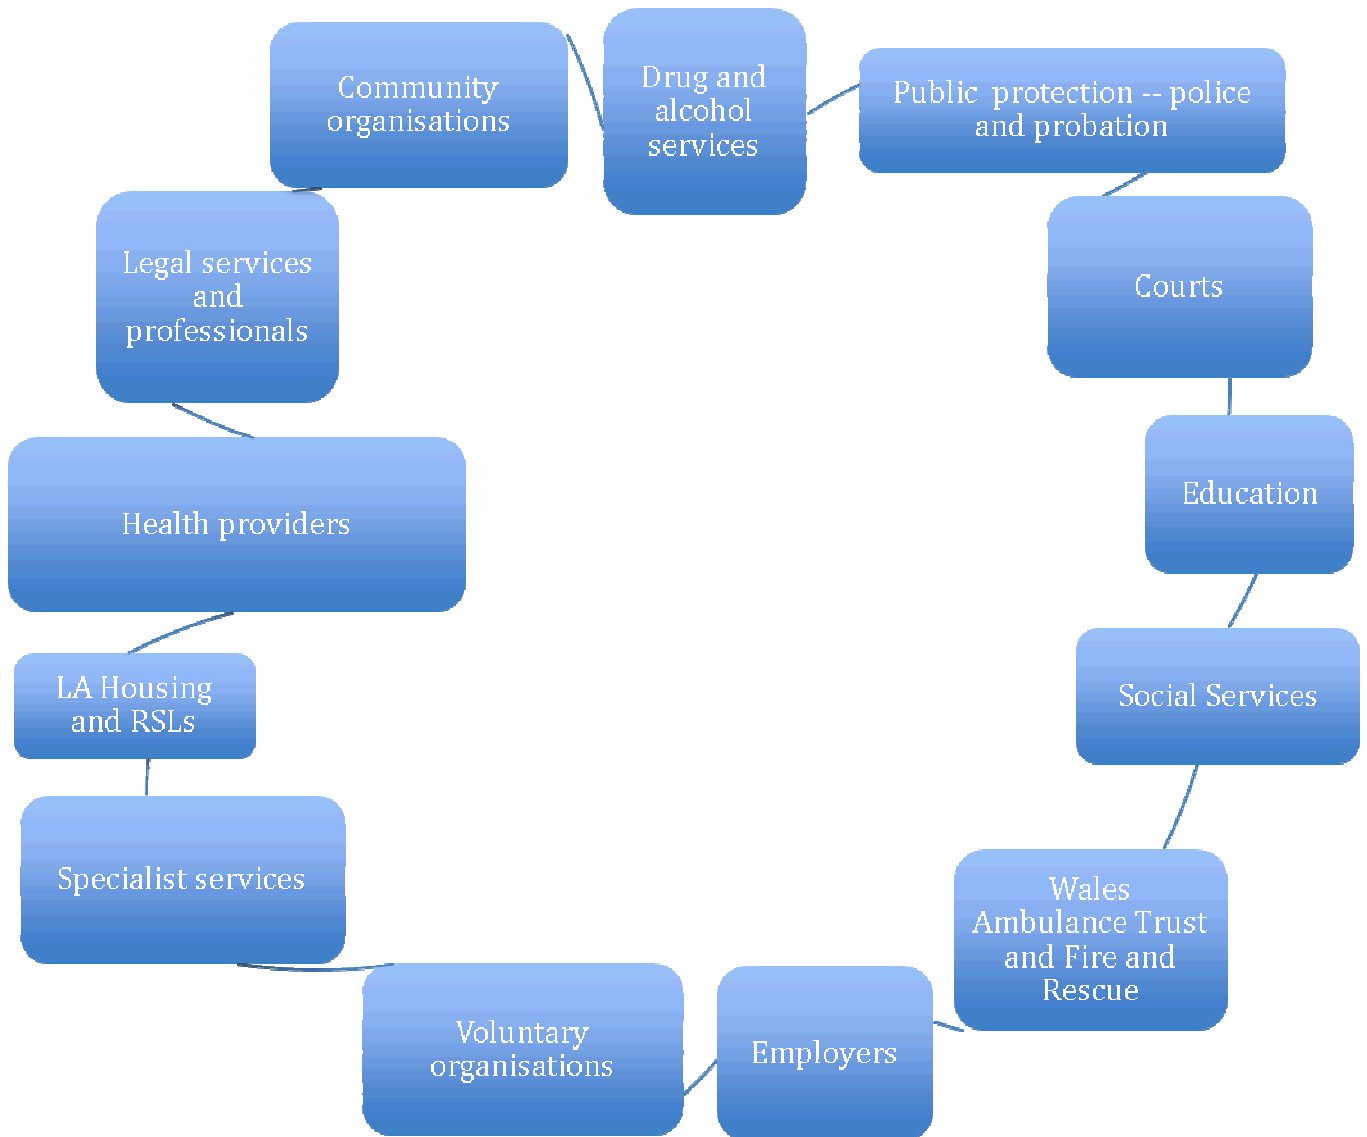 Community
organisations
Drug and
alcohol
services
Public  protection -- police
and probation
Courts
Education
Social Services
Wales
Ambulance Trust
and Fire and
Rescue
Employers
Voluntary
organisations
Specialist services
LA Housing
and RSLs
Health providers
Legal services
and
professionals